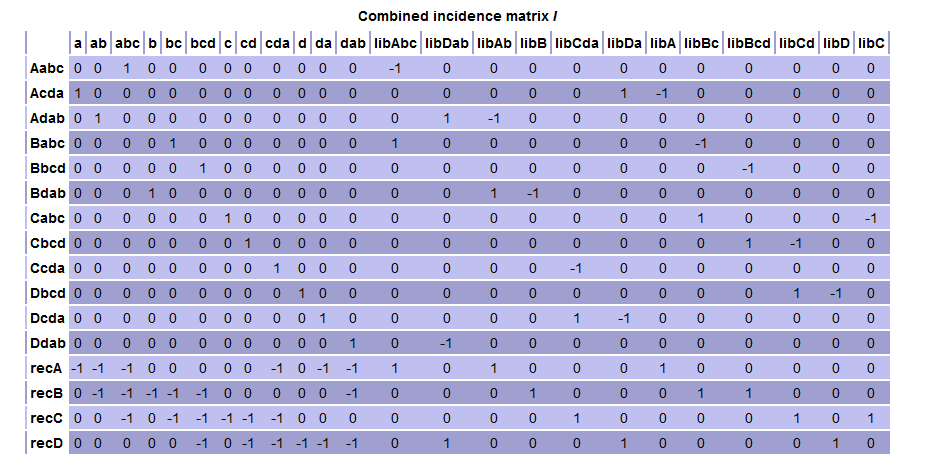 Combined incidence matrix I
a ab abc b bc bcd c cd cda d da dab libAbc libDab libAb libB libCda libDa libA libBc libBcd libCd libD libC
Aabc 0 0 1 0 0 0 0 0 0 0 0 0 -1 0 0 0 0 0 0 0 0 0 0 0
Acda 1 0 0 0 0 0 0 0 0 0 0 0 0 0 0 0 0 1 -1 0 0 0 0 0
Adab 0 1 0 0 0 0 0 0 0 0 0 0 0 1 -1 0 0 0 0 0 0 0 0 0
Babc 0 0 0 0 1 0 0 0 0 0 0 0 1 0 0 0 0 0 0 -1 0 0 0 0
Bbcd 0 0 0 0 0 1 0 0 0 0 0 0 0 0 0 0 0 0 0 0 -1 0 0 0
Bdab 0 0 0 1 0 0 0 0 0 0 0 0 0 0 1 -1 0 0 0 0 0 0 0 0
Cabc 0 0 0 0 0 0 1 0 0 0 0 0 0 0 0 0 0 0 0 1 0 0 0 -1
Cbcd 0 0 0 0 0 0 0 1 0 0 0 0 0 0 0 0 0 0 0 0 1 -1 0 0
Ccda 0 0 0 0 0 0 0 0 1 0 0 0 0 0 0 0 -1 0 0 0 0 0 0 0
Dbcd 0 0 0 0 0 0 0 0 0 1 0 0 0 0 0 0 0 0 0 0 0 1 -1 0
Dcda 0 0 0 0 0 0 0 0 0 0 1 0 0 0 0 0 1 -1 0 0 0 0 0 0
Ddab 0 0 0 0 0 0 0 0 0 0 0 1 0 -1 0 0 0 0 0 0 0 0 0 0
recA -1 -1 -1 0 0 0 0 0 -1 0 -1 -1 1 0 1 0 0 0 1 0 0 0 0 0
recB 0 -1 -1 -1 -1 -1 0 0 0 0 0 -1 0 0 0 1 0 0 0 1 1 0 0 0
recC 0 0 -1 0 -1 -1 -1 -1 -1 0 0 0 0 0 0 0 1 0 0 0 0 1 0 1
recD 0 0 0 0 0 -1 0 -1 -1 -1 -1 -1 0 1 0 0 0 1 0 0 0 0 1 0